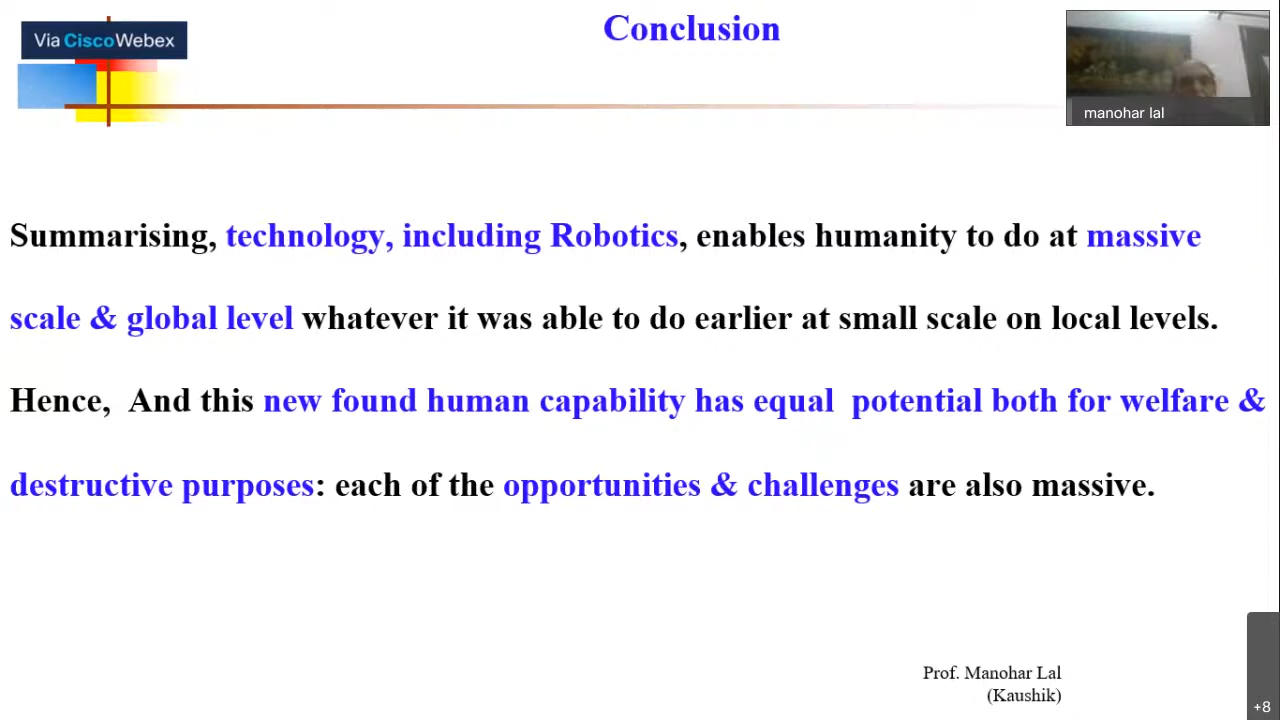 Conclusion
Via Cisco Webex
manohar lal
Summarising, technology, including Robotics, enables humanity to do at massive
scale & global level whatever it was able to do earlier at small scale on local levels.
Hence,  And this new found human capability has equal  potential both for welfare &
destructive purposes: each of the opportunities & challenges are also massive.
Prof. Manohar Lal
(Kaushik)
+8